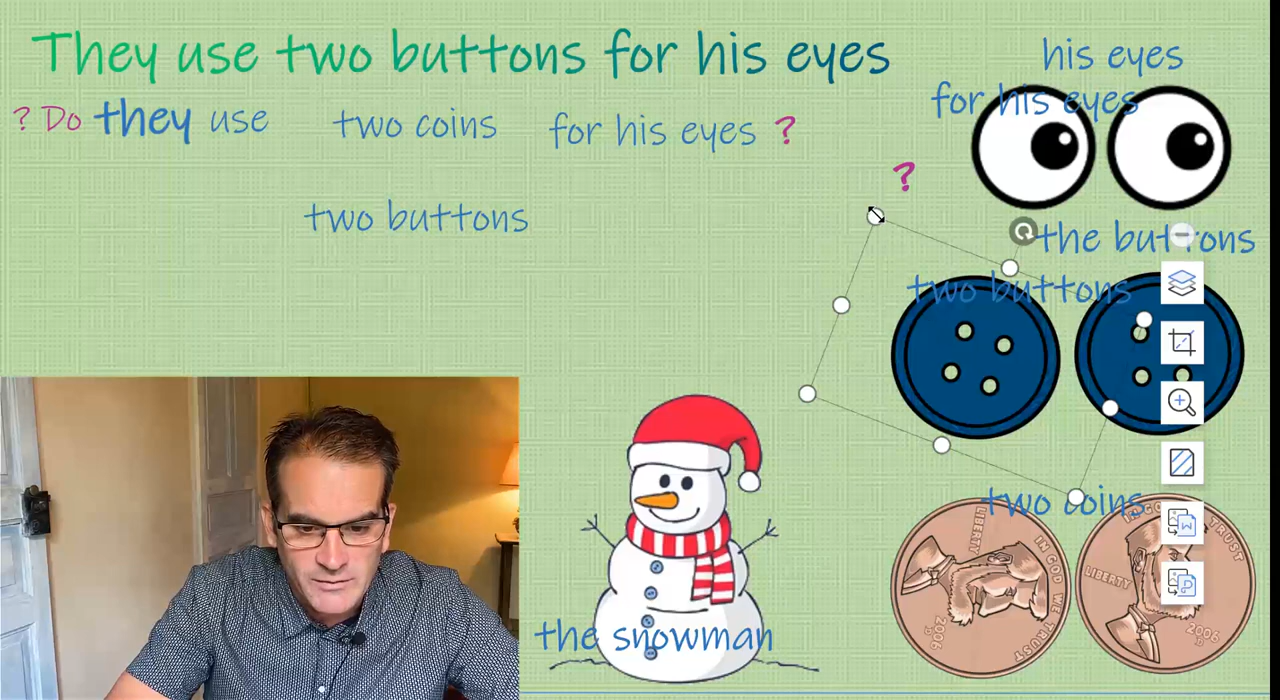 They use two buttons for his eyes
his eyes
? Do they use two coins for his eyes ?
for his eyes
?
two buttons
the buttons
two buttons
two coins
LIBERTY
IN GOD WE TRUST
2006
D
LIBERTY
TRUST
2006
the snowman